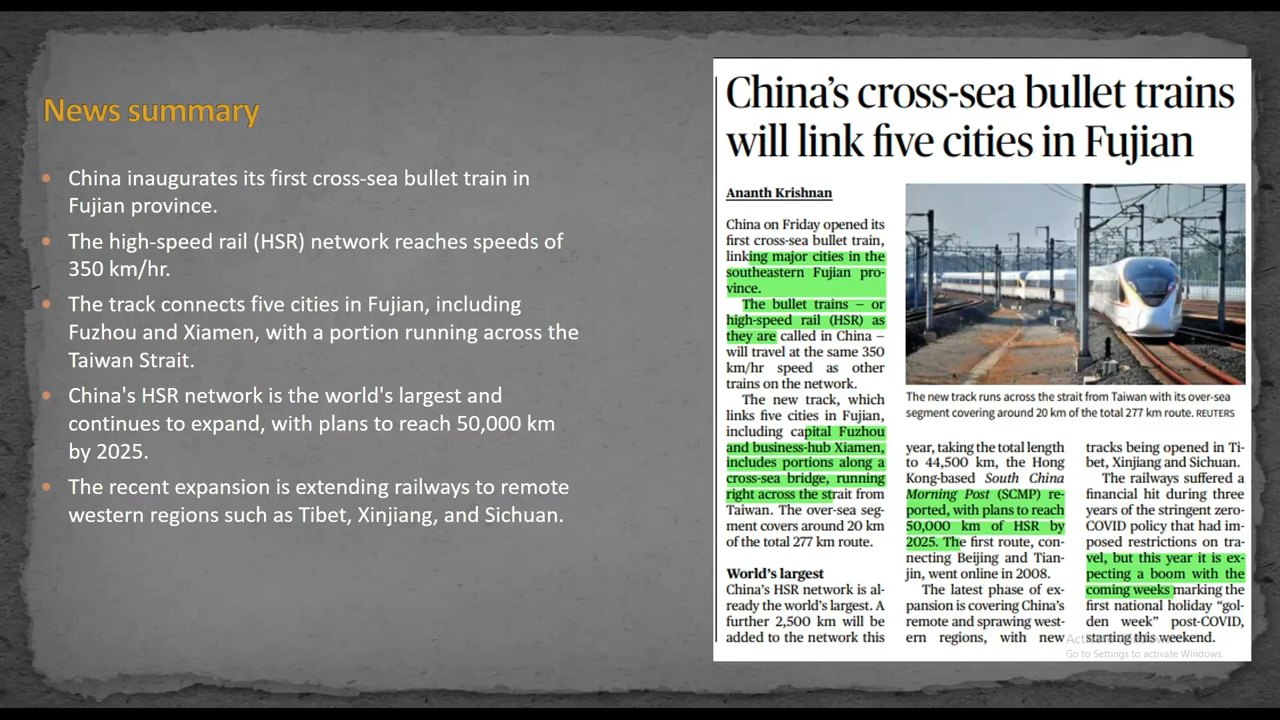 News summary
• China inaugurates its first cross-sea bullet train in
Fujian province.
• The high-speed rail (HSR) network reaches speeds of
350 km/hr.
• The track connects five cities in Fujian, including
Fuzhou and Xiamen, with a portion running across the
Taiwan Strait.
• China's HSR network is the world's largest and
continues to expand, with plans to reach 50,000 km
by 2025.
• The recent expansion is extending railways to remote
western regions such as Tibet, Xinjiang, and Sichuan.
China's cross-sea bullet trains
will link five cities in Fujian
Ananth Krishnan
China on Friday opened its
first cross-sea bullet train,
linking major cities in the
southeastern Fujian pro-
vince.
The bullet trains – or
high-speed rail (HSR) as
they are called in China –
will travel at the same 350
km/hr speed as other
trains on the network.
The new track, which
links five cities in Fujian,
including capital Fuzhou
and business-hub Xiamen,
includes portions along a
cross-sea bridge, running
right across the strait from
Taiwan. The over-sea seg-
ment covers around 20 km
of the total 277 km route.
World's largest
China's HSR network is al-
ready the world's largest. A
further 2,500 km will be
added to the network this
The new track runs across the strait from Taiwan with its over-sea
segment covering around 20 km of the total 277 km route. REUTERS
year, taking the total length
to 44,500 km, the Hong
Kong-based South China
Morning Post (SCMP) re-
ported, with plans to reach
50,000 km of HSR by
2025. The first route, con-
necting Beijing and Tian-
jin, went online in 2008.
The latest phase of ex-
pansion is covering China's
remote and sprawing west-
ern regions, with new
tracks being opened in Ti-
bet, Xinjiang and Sichuan.
The railways suffered a
financial hit during three
years of the stringent zero-
COVID policy that had im-
posed restrictions on tra-
vel, but this year it is ex-
pecting a boom with the
coming weeks marking the
first national holiday "gol-
den week" post-COVID,
starting this weekend.
Go to Settings to activate Windows.